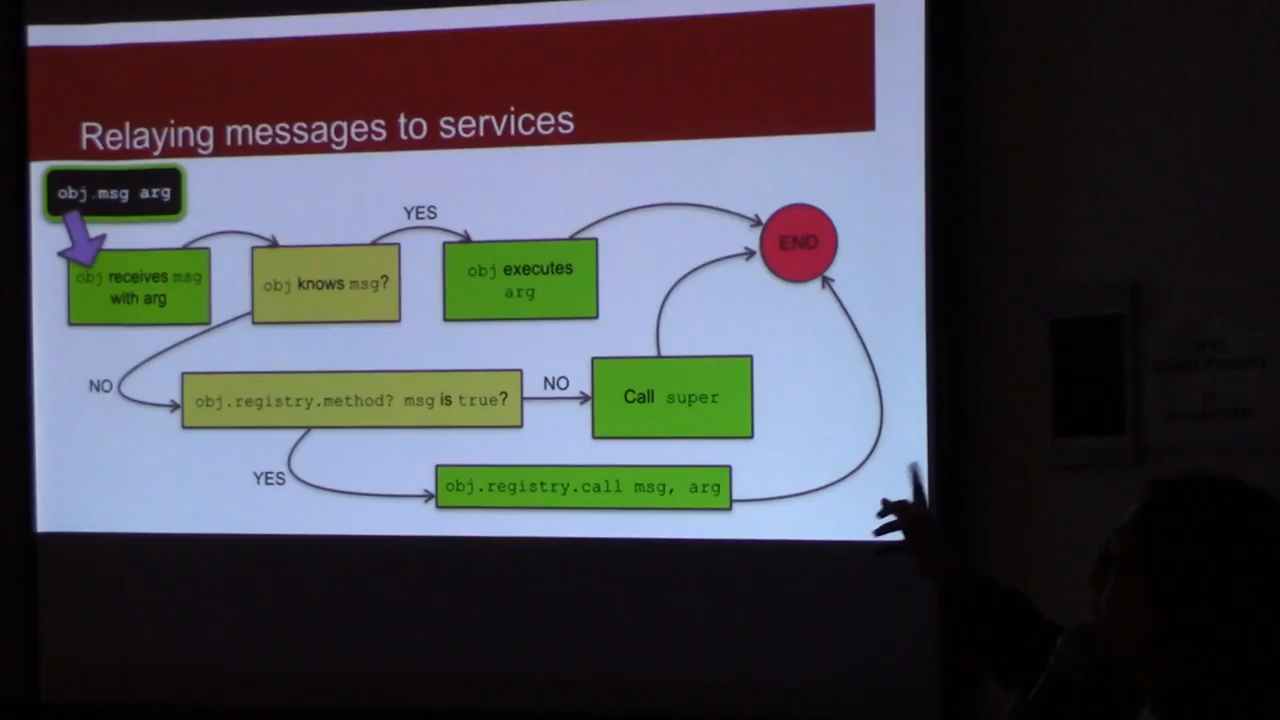 Relaying messages to services
obj.msg arg
YES
END
obj receives msg
with arg
obj knows msg?
obj executes
arg
NO
obj.registry.method? msg is true?
NO
Call super
YES
obj.registry.call msg, arg